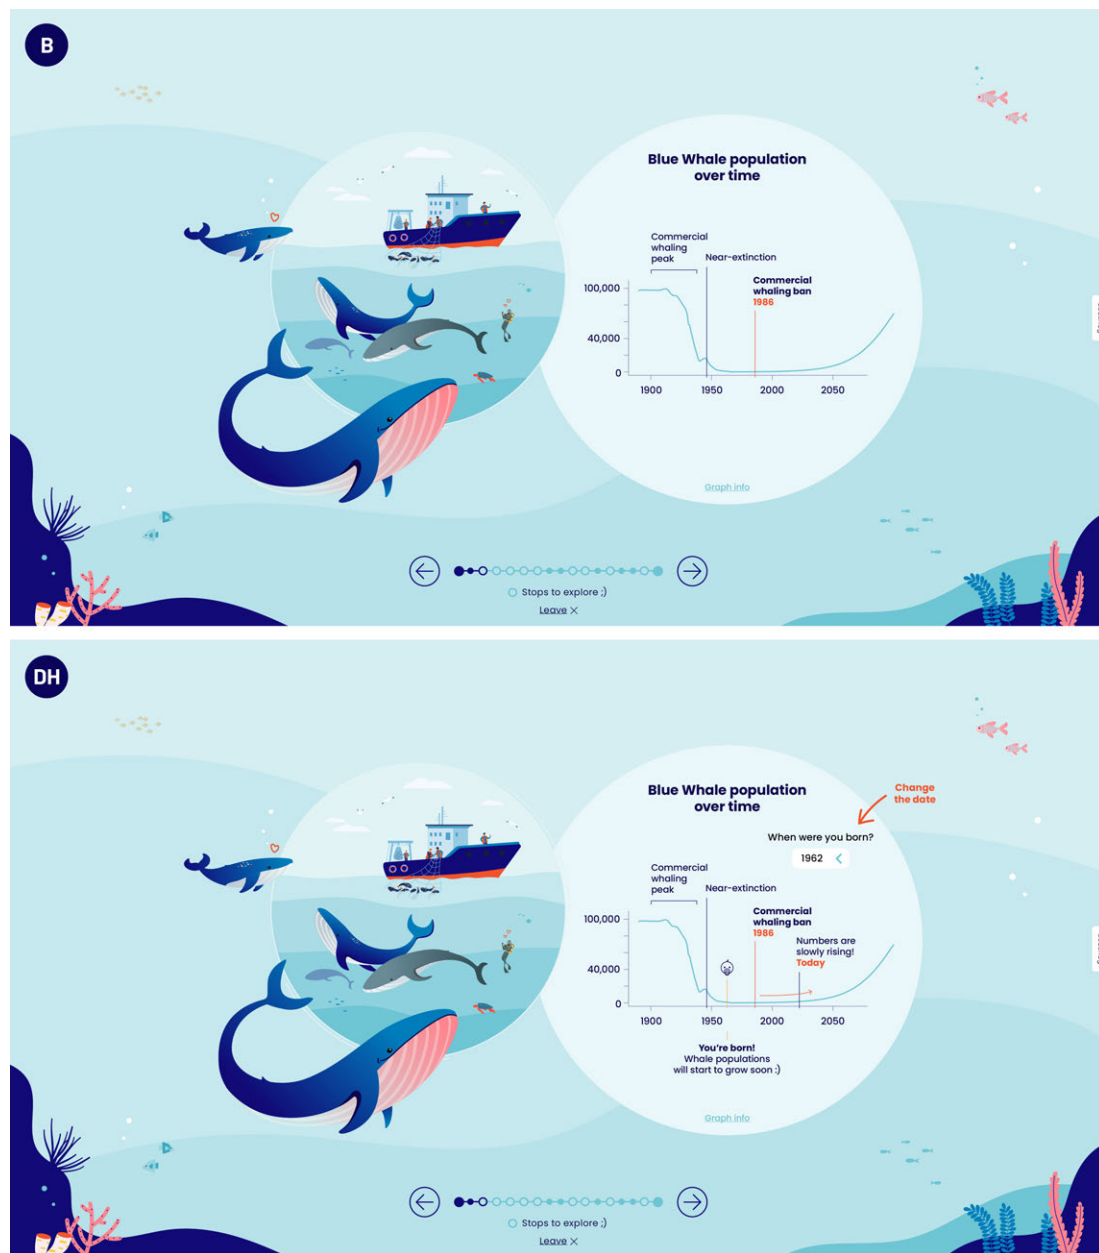 B
Blue Whale population
over time
Commercial
whaling
peak
Near-extinction
Commercial
whaling ban
1986
100,000
40,000
0
1900
1950
2000
2050
Graph info
Stops to explore ;)
Leave ×
DH
Blue Whale population
over time
Change
the date
When were you born?
1962
Commercial
whaling
peak
Near-extinction
Commercial
whaling ban
1986
Numbers are
slowly rising!
Today
100,000
40,000
0
1900
1950
2000
2050
You're born!
Whale populations
will start to grow soon :)
Graph info
Stops to explore ;)
Leave ×